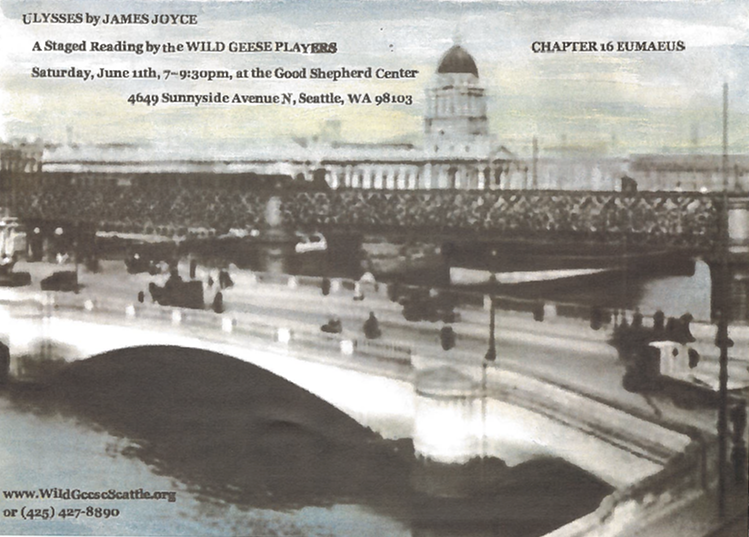 ULYSSES by JAMES JOYCE
A Staged Reading by the WILD GEESE PLAYERS
CHAPTER 16 EUMAEUS
Saturday, June 11th, 7–9:30pm, at the Good Shepherd Center
4649 Sunnyside Avenue N, Seattle, WA 98103
www.WildGeeseSeattle.org
or (425) 427-8890